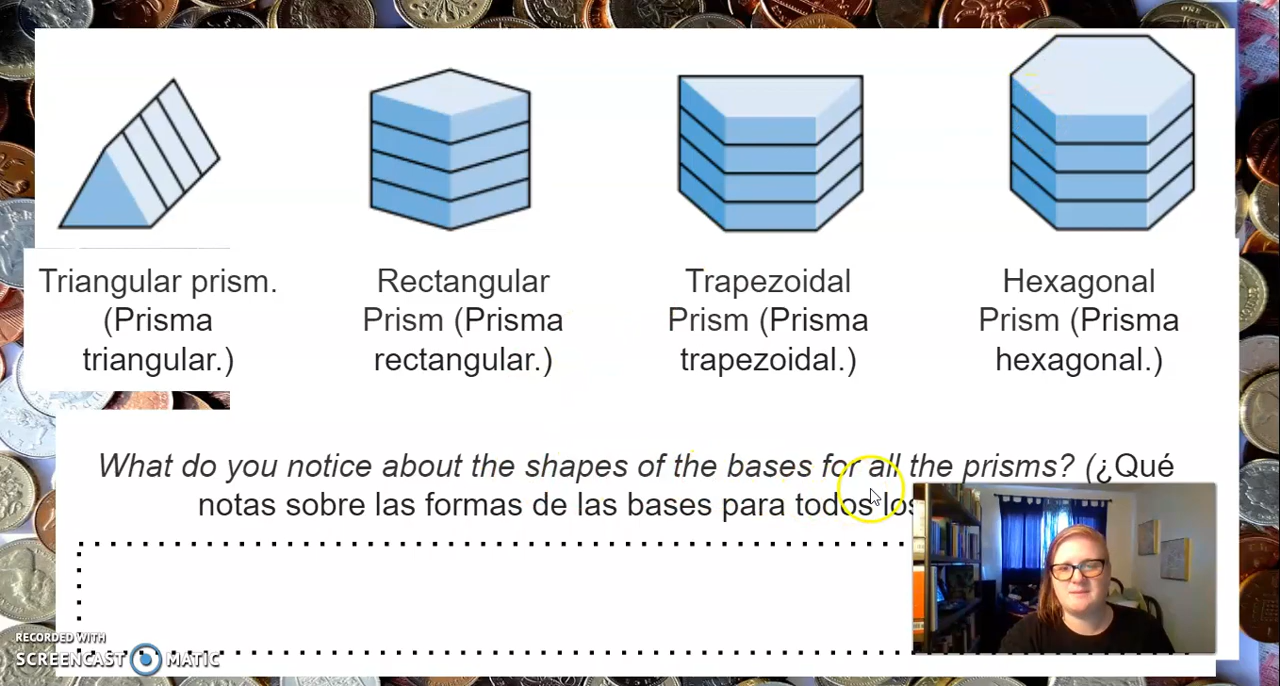 Triangular prism.
(Prisma
triangular.)
Rectangular
Prism (Prisma
rectangular.)
Trapezoidal
Prism (Prisma
trapezoidal.)
Hexagonal
Prism (Prisma
hexagonal.)
What do you notice about the shapes of the bases for all the prisms? (¿Qué
notas sobre las formas de las bases para todos los
RECORDED WITH
SCREENCAST MATIC